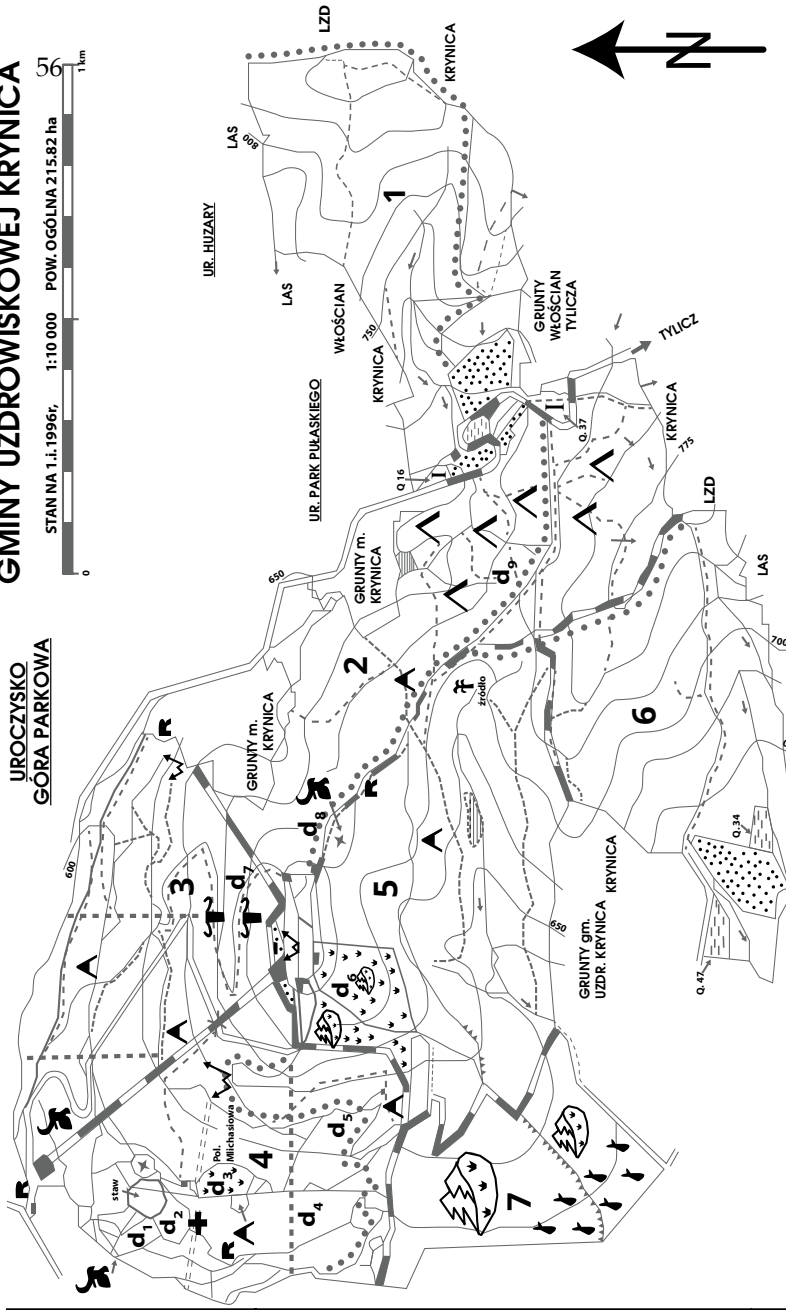 GMINY UZDROWISKOWEJ KRYNICA
STAN NA 1.i.1996r, 1:10 000 POW. OGÓLNA 215.82 ha
56
0
1 km
UROCZYSKO
GÓRA PARKOWA
N
LZD
KRYNICA
LAS
800
UR. HUZARY
LAS
1
WŁOŚCIAN
750
KRYNICA
GRUNTY
WŁOŚCIAN
TYLICZA
TYLICZ
UR. PARK PUŁASKIEGO
Q 16
I
I
Q. 37
KRYNICA
775
LZD
LAS
700
650
GRUNTY m.
KRYNICA
2
d9
A
źródło
6
GRUNTY m.
KRYNICA
R
R
d8
A
5
600
3
d7
A
A
I
d6
650
GRUNTY gm.
UZDR. KRYNICA
KRYNICA
Q. 34
Q. 47
R
staw
d1
d2
d3
Pol.
Milchasiowa
4
R
A
d4
d5
A
7